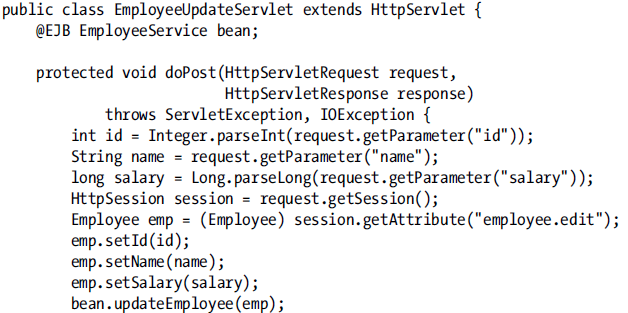 public class EmployeeUpdateServlet extends HttpServlet {
@EJB EmployeeService bean;
protected void doPost(HttpServletRequest request,
HttpServletResponse response)
throws ServletException, IOException {
int id = Integer.parseInt(request.getParameter("id"));
String name = request.getParameter("name");
long salary = Long.parseLong(request.getParameter("salary"));
HttpSession session = request.getSession();
Employee emp = (Employee) session.getAttribute("employee.edit");
emp.setId(id);
emp.setName(name);
emp.setSalary(salary);
bean.updateEmployee(emp);